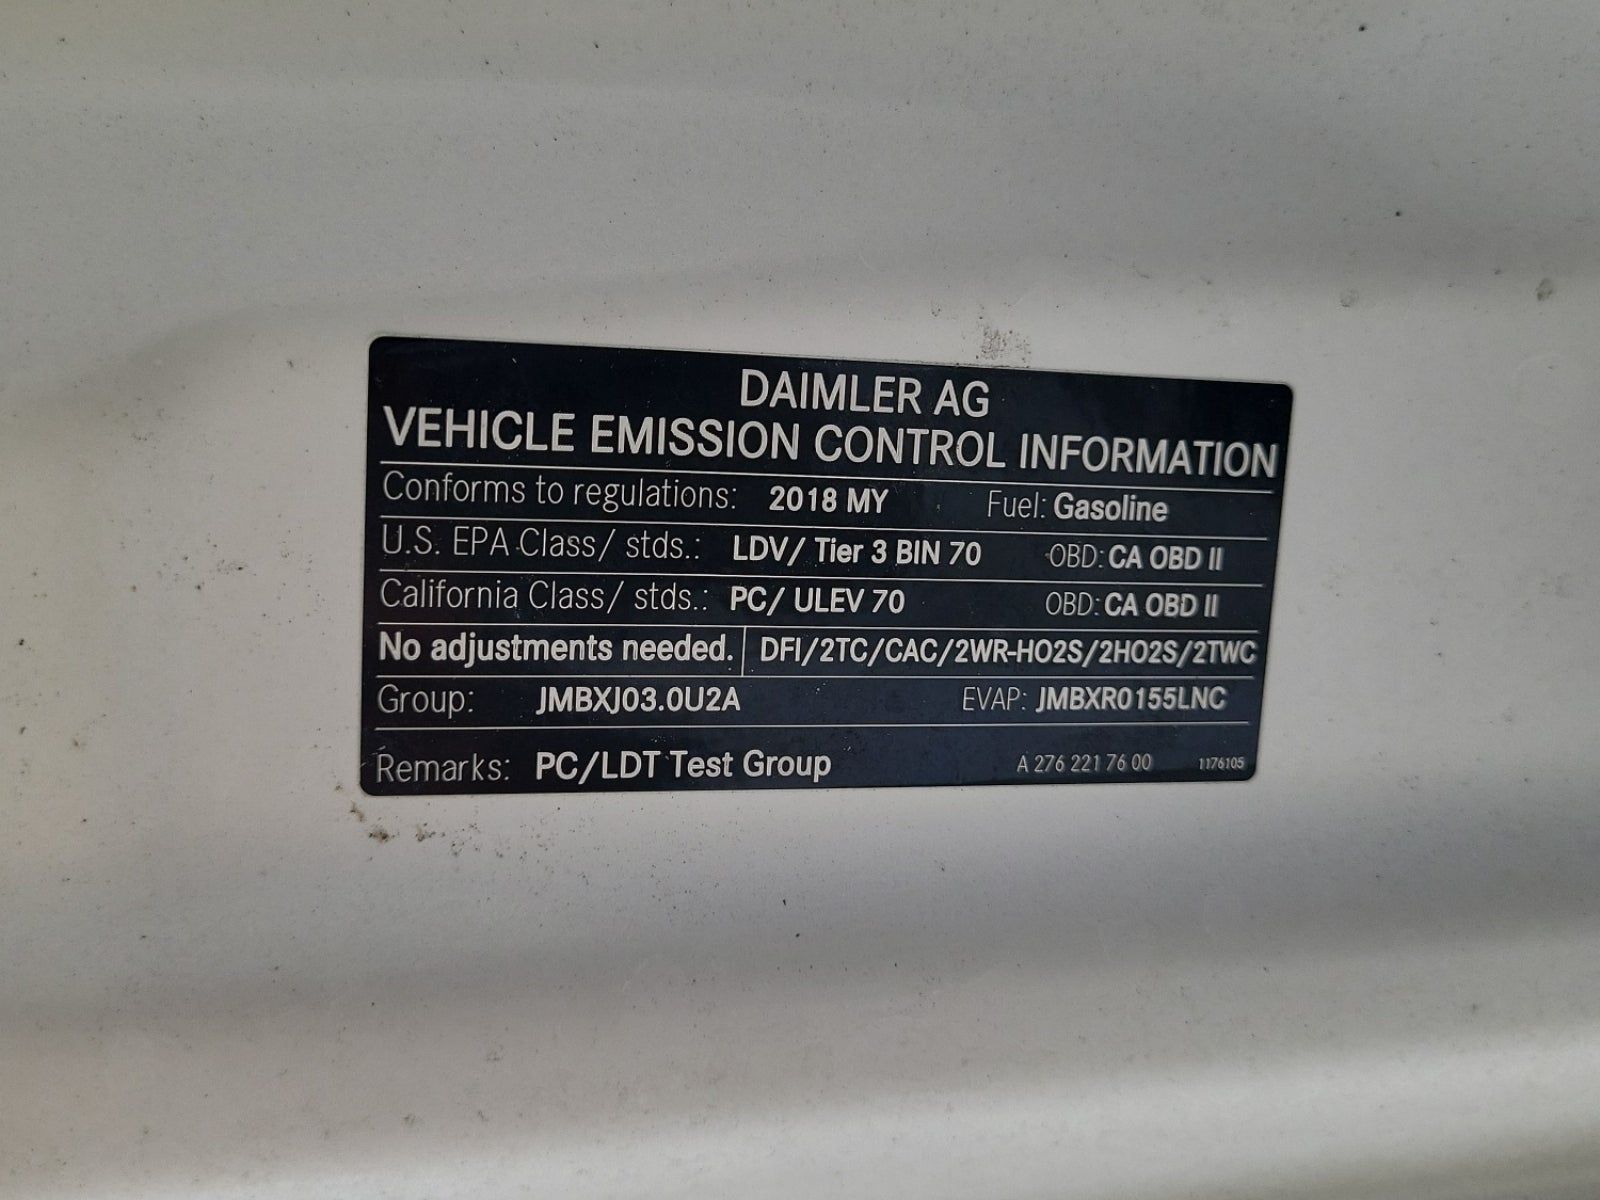 DAIMLER AG
VEHICLE EMISSION CONTROL INFORMATION
Conforms to regulations: 2018 MY Fuel: Gasoline
U.S. EPA Class/ stds.: LDV/ Tier 3 BIN 70 OBD: CA OBD II
California Class/ stds.: PC/ ULEV 70 OBD: CA OBD II
No adjustments needed. DFI/2TC/CAC/2WR-HO2S/2HO2S/2TWC
Group: JMBXJ03.0U2A EVAP: JMBXR0155LNC
Remarks: PC/LDT Test Group A 276 221 76 00 1176105